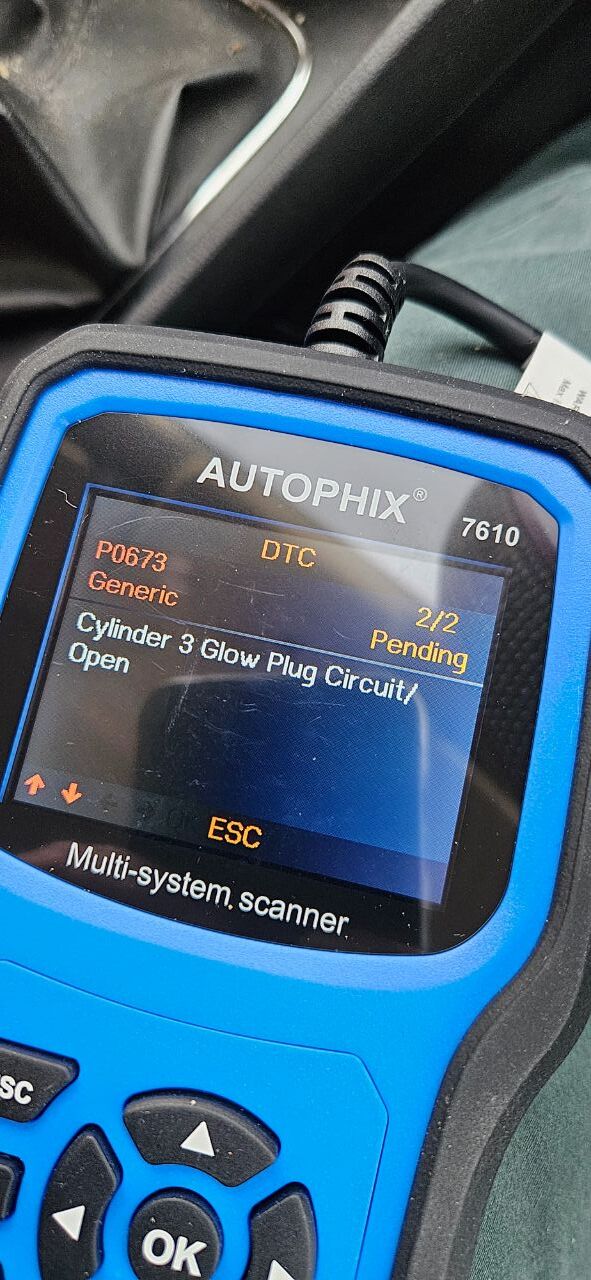 AUTOPHIX®
7610
DTC
P0673
Generic
2/2
Pending
Cylinder 3 Glow Plug Circuit/
Open
ESC
Multi-system scanner
SC
OK